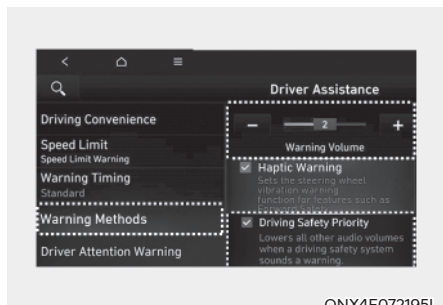 Driver Assistance
Driving Convenience
Speed Limit
Speed Limit Warning
Warning Timing
Standard
Warning Methods
Driver Attention Warning
2
Warning Volume
Haptic Warning
Sets the steering wheel
vibration warning
function for features such as
Forward Safety
Driving Safety Priority
Lowers all other audio volumes
when a driving safety system
sounds a warning.